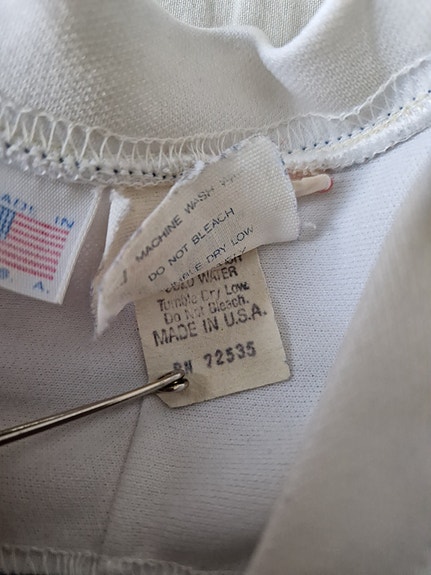 MADE IN
A.
MACHINE WASH
DO NOT BLEACH
DRY LOW
COLD WATER
Tumble Dry Low.
Do Not Bleach.
MADE IN U.S.A.
RN 72535